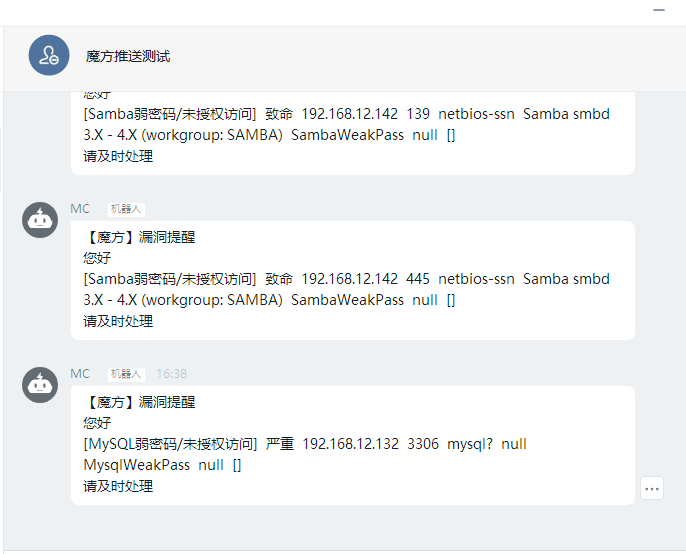 魔方推送测试
您好
[Samba弱密码/未授权访问] 致命 192.168.12.142 139 netbios-ssn Samba smbd
3.X - 4.X (workgroup: SAMBA) SambaWeakPass null []
请及时处理
MC 机器人
【魔方】漏洞提醒
您好
[Samba弱密码/未授权访问] 致命 192.168.12.142 445 netbios-ssn Samba smbd
3.X - 4.X (workgroup: SAMBA) SambaWeakPass null []
请及时处理
MC 机器人 16:38
【魔方】漏洞提醒
您好
[MySQL弱密码/未授权访问] 严重 192.168.12.132 3306 mysql? null
MysqlWeakPass null []
请及时处理